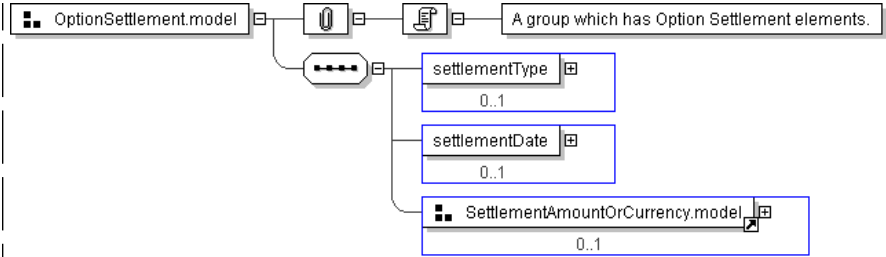 OptionSettlement.model
A group which has Option Settlement elements.
settlementType
0..1
settlementDate
0..1
SettlementAmountOrCurrency.model
0..1